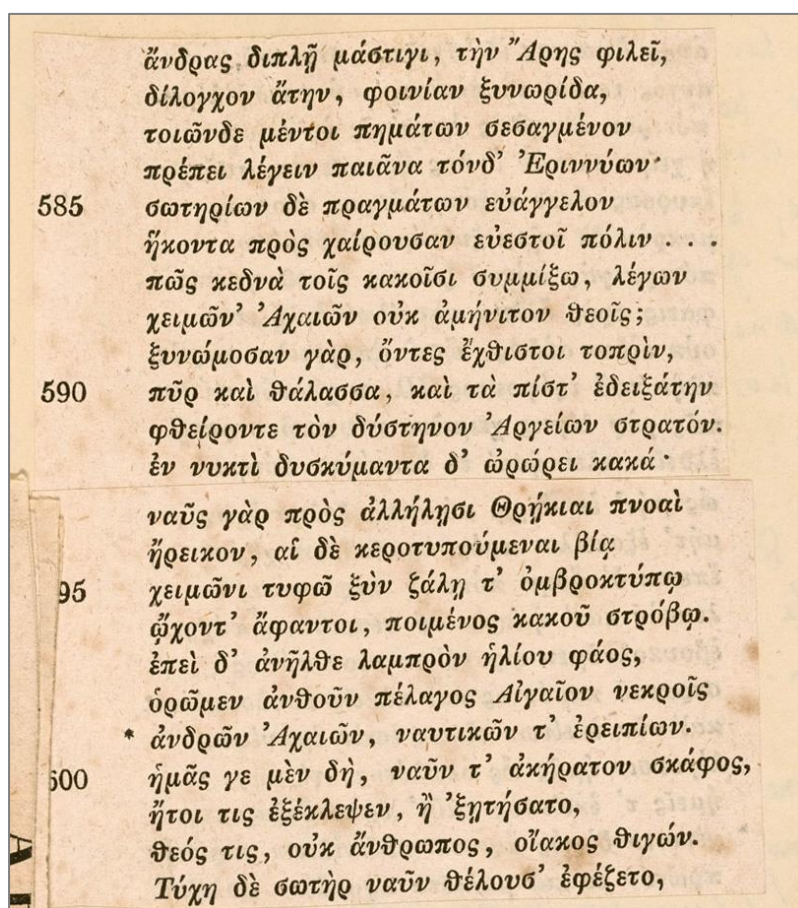 ἄνδρας διπλῇ μάστιγι, τὴν Ἄρης φιλεῖ,
δίλογχον ἄτην, φοινίαν ξυνωρίδα,
τοιῶνδε μέντοι πημάτων σεσαγμένον
πρέπει λέγειν παιᾶνα τόνδ’ Ἐριννύων·
585 σωτηρίων δὲ πραγμάτων εὐάγγελον
ἥκοντα πρὸς χαίρουσαν εὐεστοῖ πόλιν . . .
πῶς κεδνὰ τοῖς κακοῖσι συμμίξω, λέγων
χειμῶν’ Ἀχαιῶν οὐκ ἀμήνιτον θεοῖς;
ξυνώμοσαν γὰρ, ὄντες ἔχθιστοι τοπρὶν,
590 πῦρ καὶ θάλασσα, καὶ τὰ πίστ’ ἐδειξάτην
φθείροντε τὸν δύστηνον Ἀργείων στρατόν.
ἐν νυκτὶ δυσκύμαντα δ’ ὠρώρει κακά·
ναῦς γὰρ πρὸς ἀλλήλῃσι Θρῄκιαι πνοαὶ
ἤρεικον, αἱ δὲ κεροτυπούμεναι βίᾳ
95 χειμῶνι τυφῶ ξὺν ζάλῃ τ’ ὀμβροκτύπῳ
ᾤχοντ’ ἄφαντοι, ποιμένος κακοῦ στρόβῳ.
ἐπεὶ δ’ ἀνῆλθε λαμπρὸν ἡλίου φάος,
ὁρῶμεν ἀνθοῦν πέλαγος Αἰγαῖον νεκροῖς
* ἀνδρῶν Ἀχαιῶν, ναυτικῶν τ’ ἐρειπίων.
600 ἡμᾶς γε μὲν δὴ, ναῦν τ’ ἀκήρατον σκάφος,
ἤτοι τις ἐξέκλεψεν, ἢ ’ξῃτήσατο,
θεός τις, οὐκ ἄνθρωπος, οἴακος θιγών.
Τύχη δὲ σωτὴρ ναῦν θέλουσ’ ἐφέζετο,